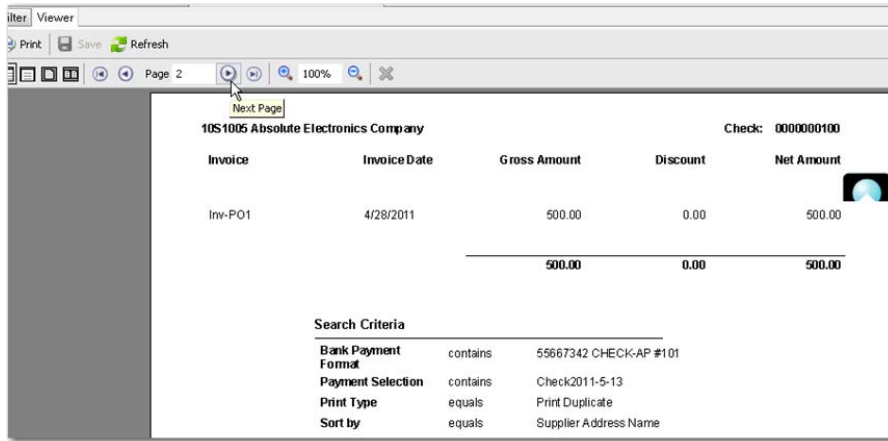 ilter Viewer
Print Save Refresh
Page 2 100%
Next Page
10S1005 Absolute Electronics Company Check: 0000000100
Invoice Invoice Date Gross Amount Discount Net Amount
Inv-PO1 4/28/2011 500.00 0.00 500.00
500.00 0.00 500.00
Search Criteria
Bank Payment Format contains 55667342 CHECK-AP #101
Payment Selection contains Check2011-5-13
Print Type equals Print Duplicate
Sort by equals Supplier Address Name